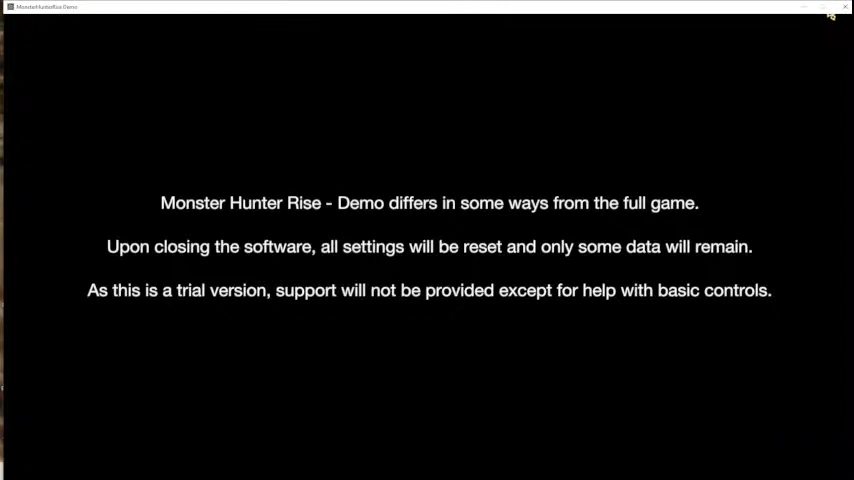 MonsterHunterRise Demo
Monster Hunter Rise - Demo differs in some ways from the full game.
Upon closing the software, all settings will be reset and only some data will remain.
As this is a trial version, support will not be provided except for help with basic controls.